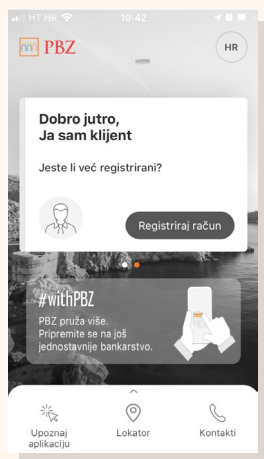 HT HR 10:42
PBZ
HR
Dobro jutro,
Ja sam klijent
Jeste li već registrirani?
Registriraj račun
#withPBZ
PBZ pruža više.
Pripremite se na još
jednostavnije bankarstvo.
Upoznaj
aplikaciju
Lokator
Kontakti